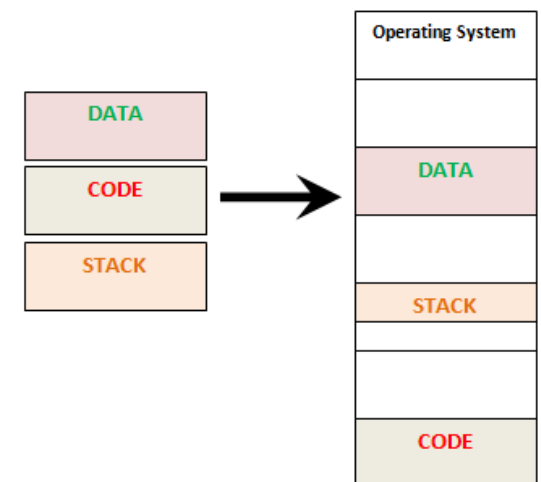 DATA
CODE
STACK
Operating System
DATA
STACK
CODE